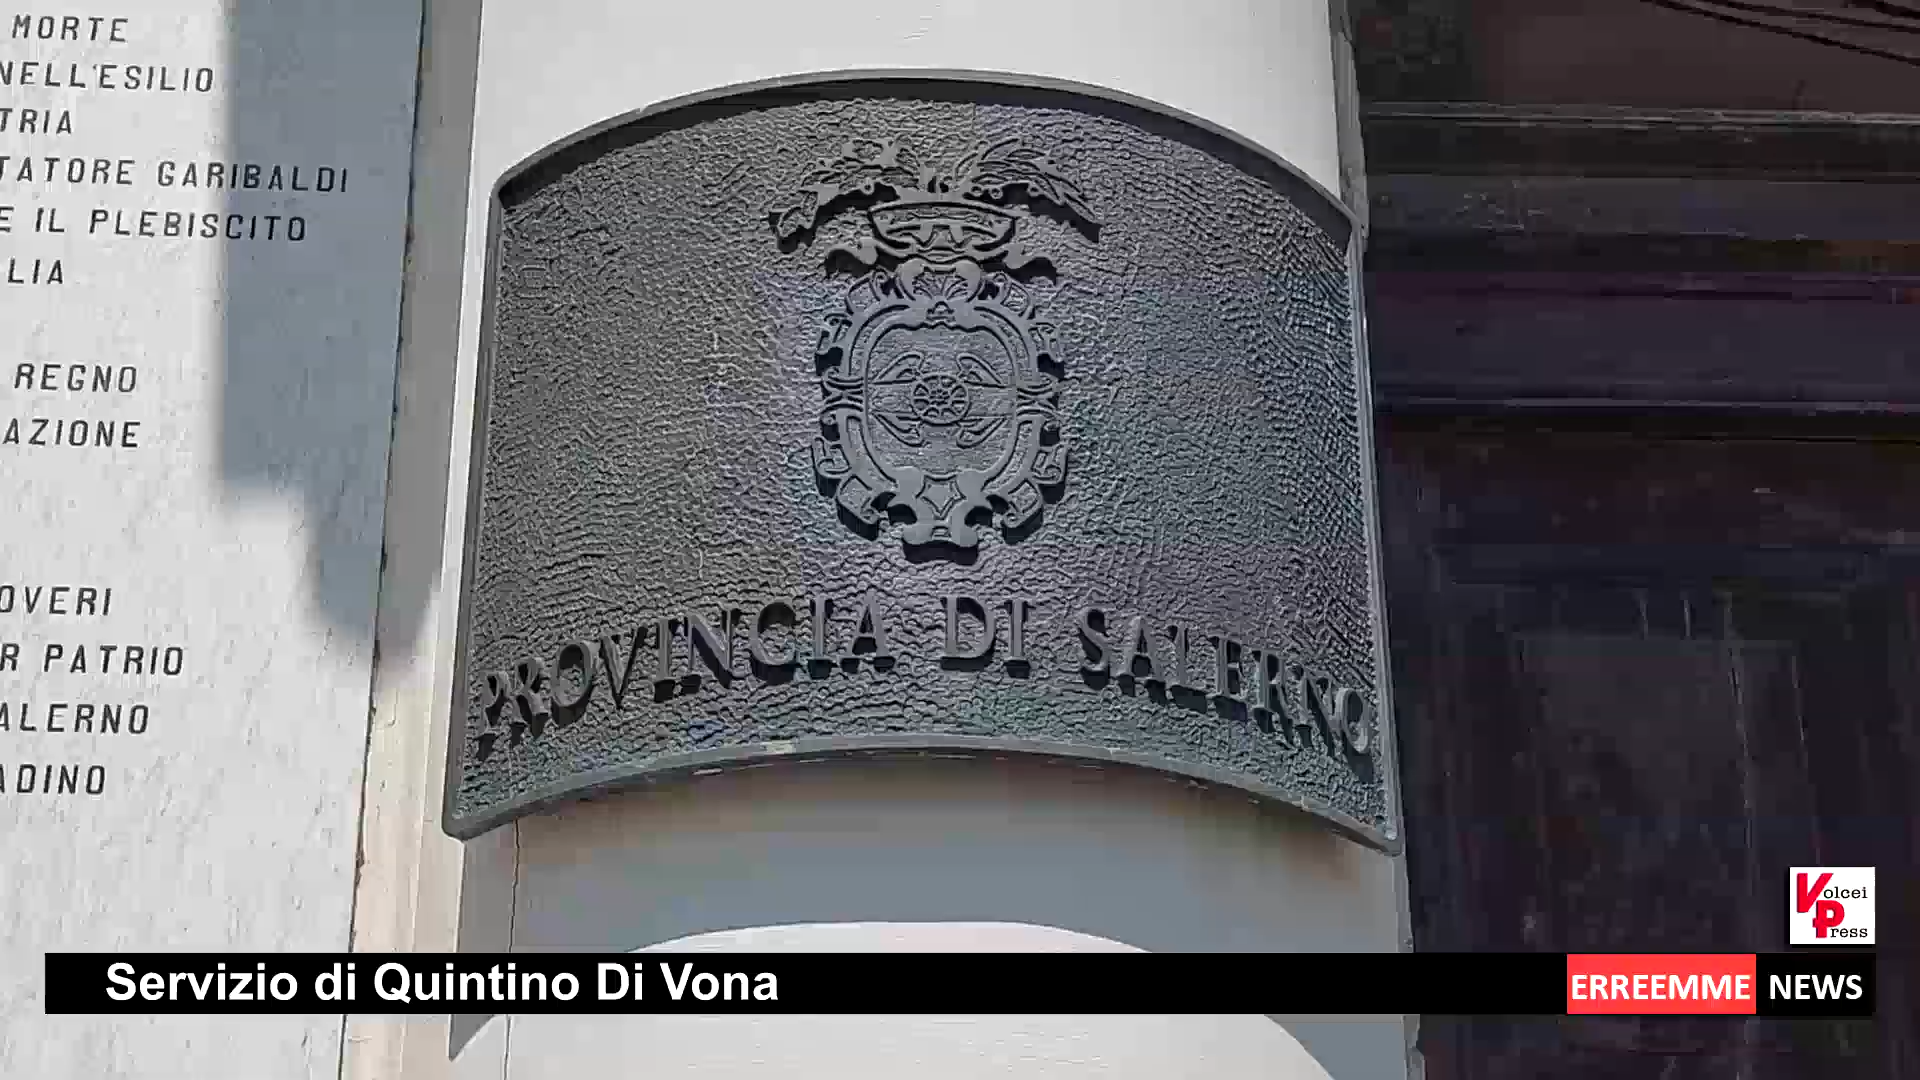 MORTE
NELL'ESILIO
TRIA
TATORE GARIBALDI
E IL PLEBISCITO
LIA
REGNO
AZIONE
OVERI
R PATRIO
ALERNO
ADINO
PROVINCIA DI SALERNO
Volcei
Press
Servizio di Quintino Di Vona
ERREEMME NEWS